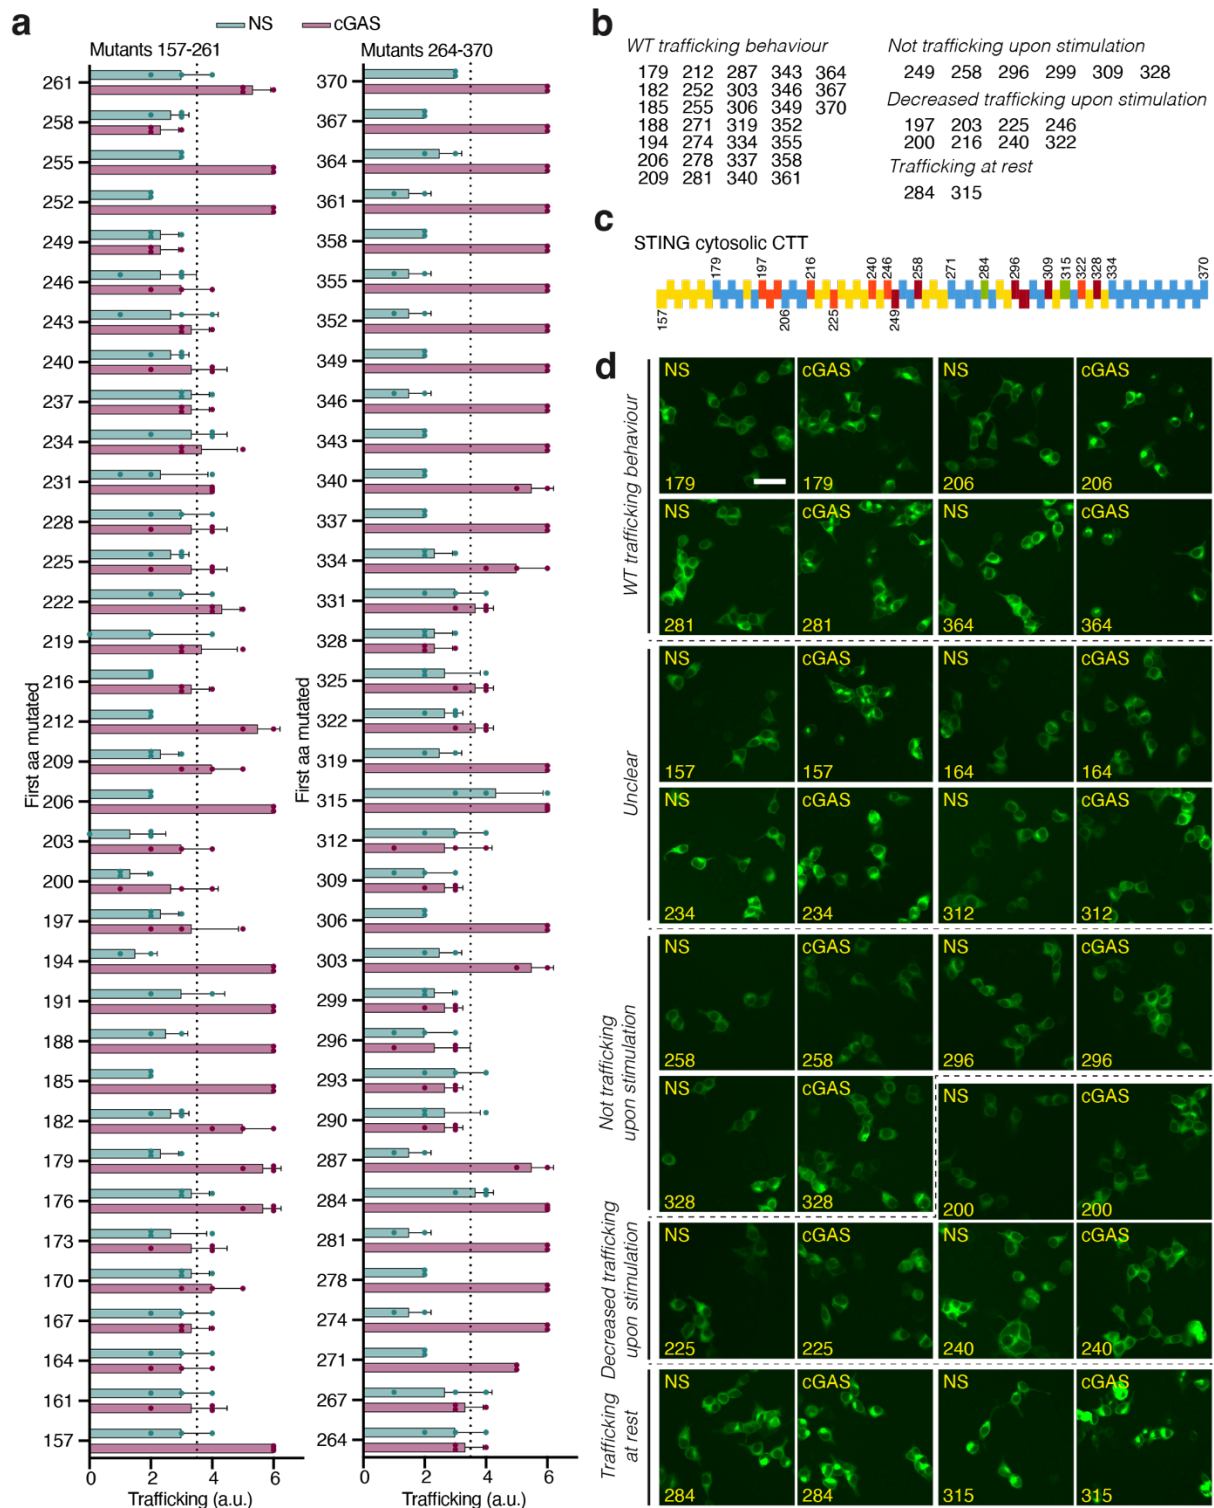 a
NS
cGAS
Mutants 157-261
Mutants 264-370
First aa mutated
261
258
255
252
249
246
243
240
237
234
231
228
225
222
219
216
212
209
206
203
200
197
194
191
188
185
182
179
176
173
170
167
164
161
157
0 2 4 6
Trafficking (a.u.)
First aa mutated
370
367
364
361
358
355
352
349
346
343
340
337
334
331
328
325
322
319
315
312
309
306
303
299
296
293
290
287
284
281
278
274
271
267
264
0 2 4 6
Trafficking (a.u.)
b
WT trafficking behaviour
179 212 287 343 364
182 252 303 346 367
185 255 306 349 370
188 271 319 352
194 274 334 355
206 278 337 358
209 281 340 361
Not trafficking upon stimulation
249 258 296 299 309 328
Decreased trafficking upon stimulation
197 203 225 246
200 216 240 322
Trafficking at rest
284 315
c
STING cytosolic CTT
179 197 216 240 246 258 271 284 296 309 315 322 328 334 370
157 206 225 249
d
WT trafficking behaviour
NS cGAS NS cGAS
179 179 206 206
NS cGAS NS cGAS
281 281 364 364
Unclear
NS cGAS NS cGAS
157 157 164 164
NS cGAS NS cGAS
234 234 312 312
Not trafficking
upon stimulation
NS cGAS NS cGAS
258 258 296 296
NS cGAS NS cGAS
328 328 200 200
Decreased trafficking
upon stimulation
NS cGAS NS cGAS
225 225 240 240
Trafficking
at rest
NS cGAS NS cGAS
284 284 315 315